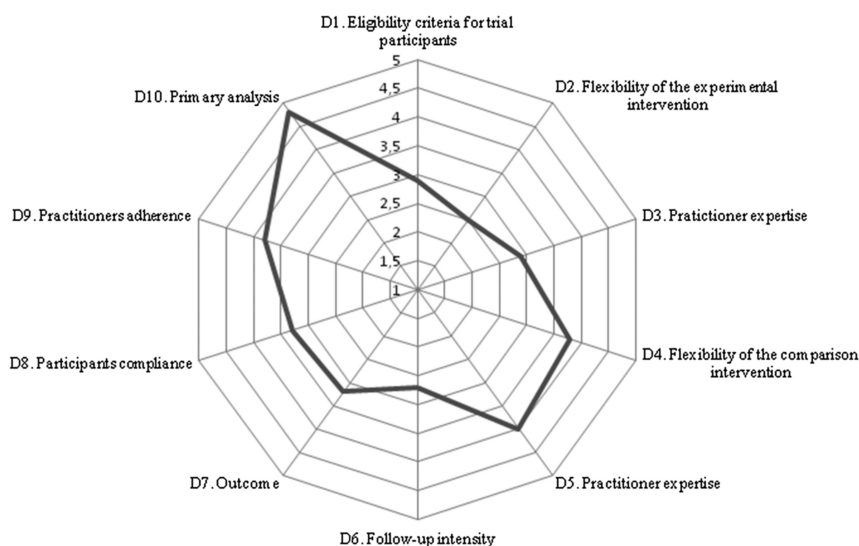 D1. Eligibility criteria for trial
participants
D2. Flexibility of the experimental
intervention
D3. Pratictioner expertise
D4. Flexibility of the comparison
intervention
D5. Practitioner expertise
D6. Follow-up intensity
D7. Outcome
D8. Participants compliance
D9. Practitioners adherence
D10. Primary analysis
5
4,5
4
3,5
3
2,5
2
1,5
1